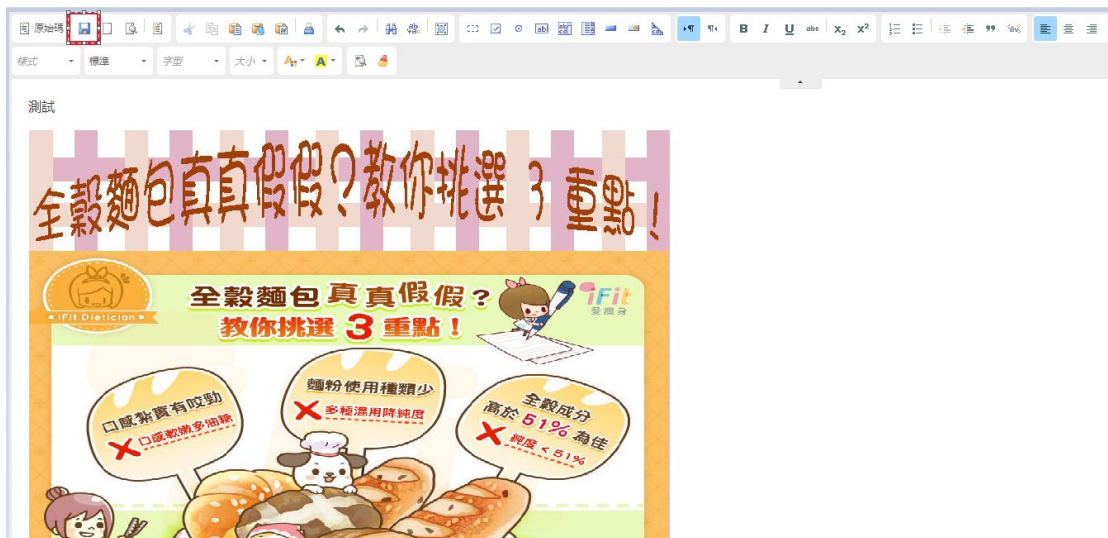 原始碼
B I U abc X₂ X²
樣式 標準 字型 大小 A A
測試
全穀麵包真真假假?教你挑選 3 重點!
iFit Dietician
全穀麵包真真假假?
教你挑選 3 重點!
iFit
愛瘦身
口感紮實有咬勁
口感軟嫩多油糖
麵粉使用種類少
多種混用降純度
全穀成分
高於 51% 為佳
純度 < 51%